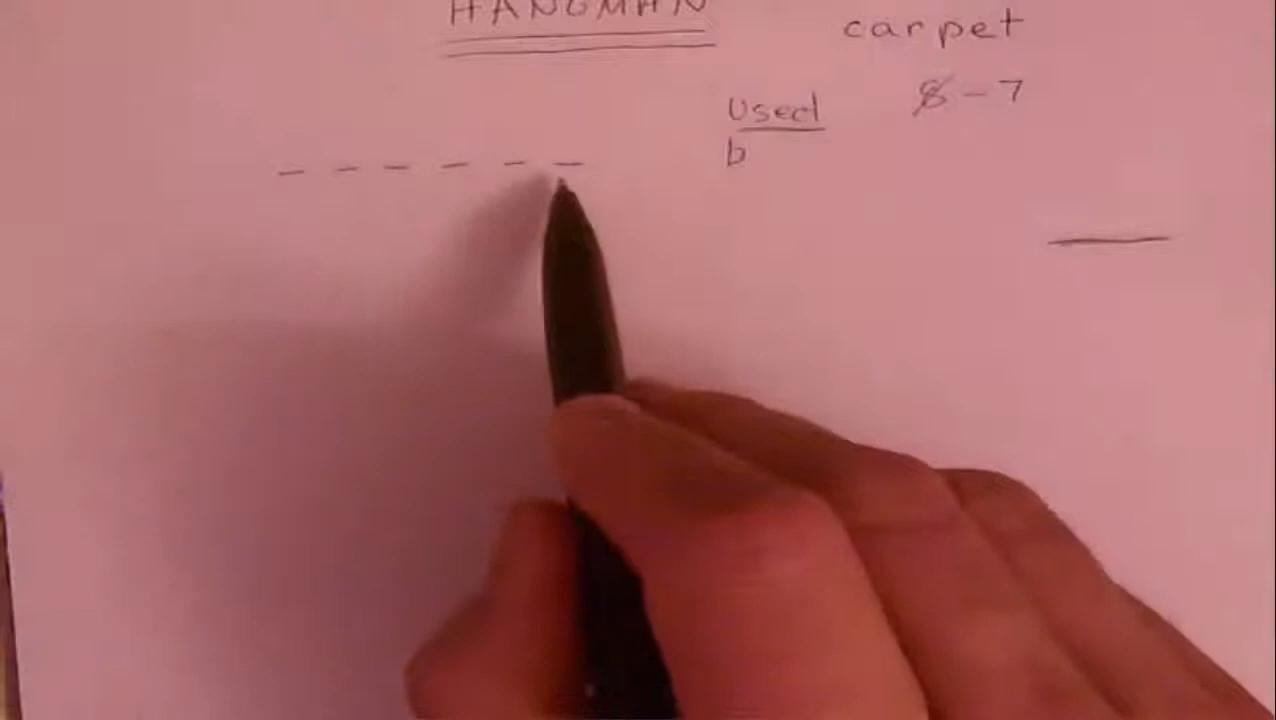 HANGMAN
carpet
8 - 7
Used
b
_ _ _ _ _ _